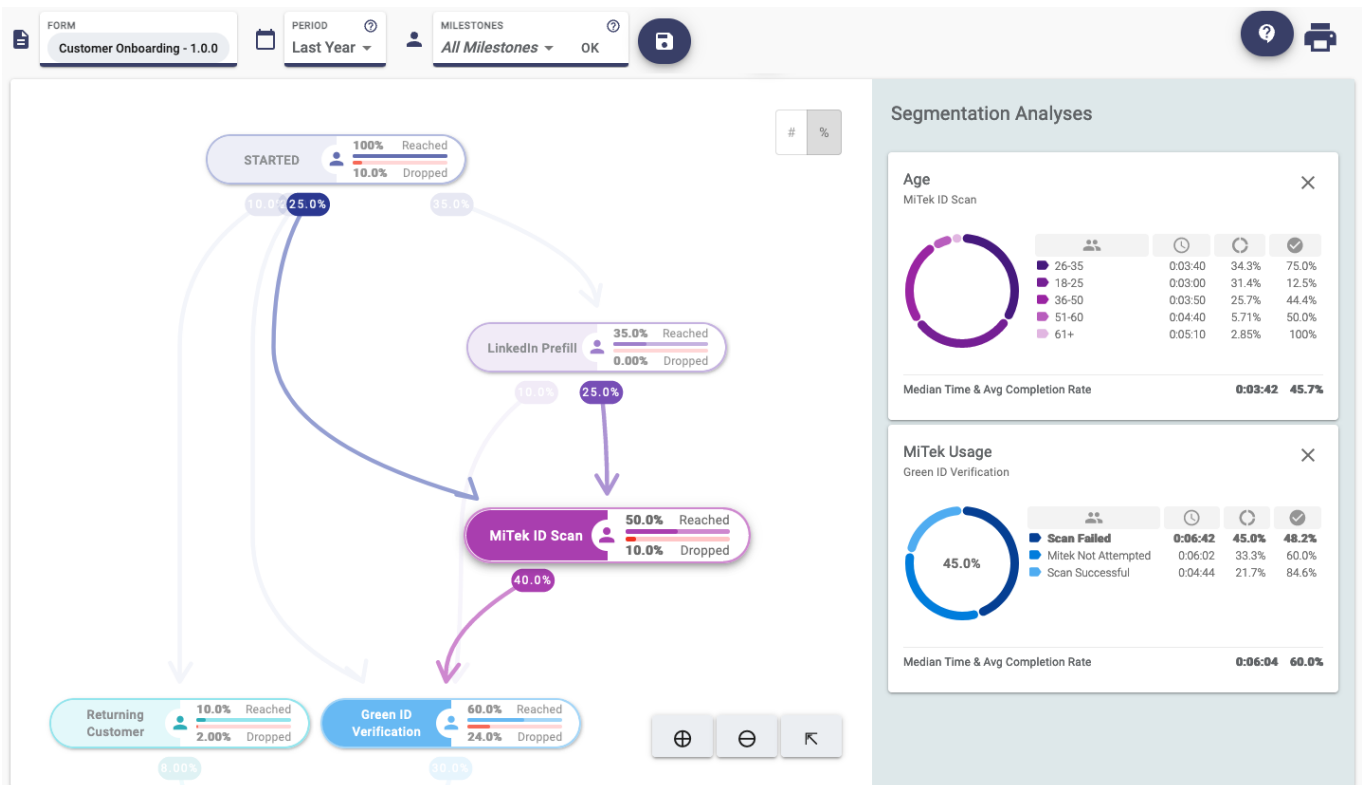 FORM
Customer Onboarding - 1.0.0
PERIOD
Last Year
MILESTONES
All Milestones
OK
#
%
STARTED
100% Reached
10.0% Dropped
25.0%
35.0%
LinkedIn Prefill
35.0% Reached
0.00% Dropped
10.0%
25.0%
MiTek ID Scan
50.0% Reached
10.0% Dropped
40.0%
Returning
Customer
10.0% Reached
2.00% Dropped
8.00%
Green ID
Verification
60.0% Reached
24.0% Dropped
30.0%
Segmentation Analyses
Age
MiTek ID Scan
26-35 0:03:40 34.3% 75.0%
18-25 0:03:00 31.4% 12.5%
36-50 0:03:50 25.7% 44.4%
51-60 0:04:40 5.71% 50.0%
61+ 0:05:10 2.85% 100%
Median Time & Avg Completion Rate 0:03:42 45.7%
MiTek Usage
Green ID Verification
45.0%
Scan Failed 0:06:42 45.0% 48.2%
Mitek Not Attempted 0:06:02 33.3% 60.0%
Scan Successful 0:04:44 21.7% 84.6%
Median Time & Avg Completion Rate 0:06:04 60.0%